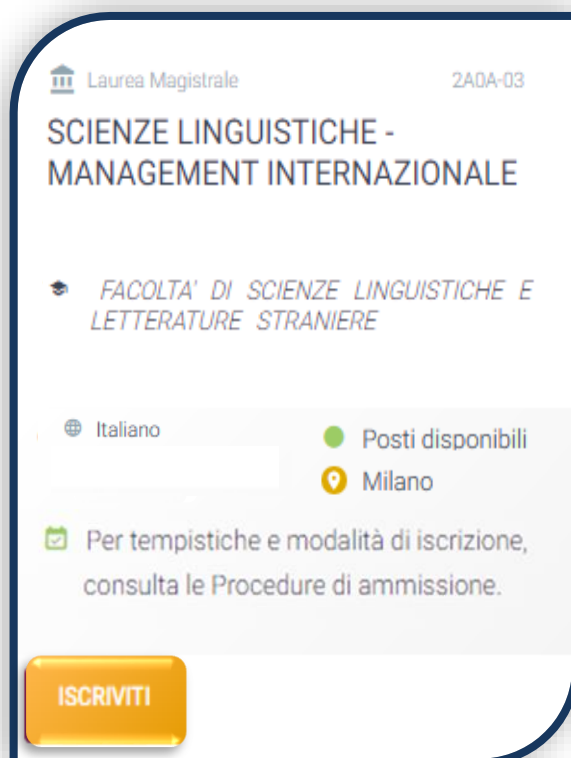 Laurea Magistrale 2A0A-03
SCIENZE LINGUISTICHE -
MANAGEMENT INTERNAZIONALE
FACOLTA' DI SCIENZE LINGUISTICHE E
LETTERATURE STRANIERE
Italiano
Posti disponibili
Milano
Per tempistiche e modalità di iscrizione,
consulta le Procedure di ammissione.
ISCRIVITI